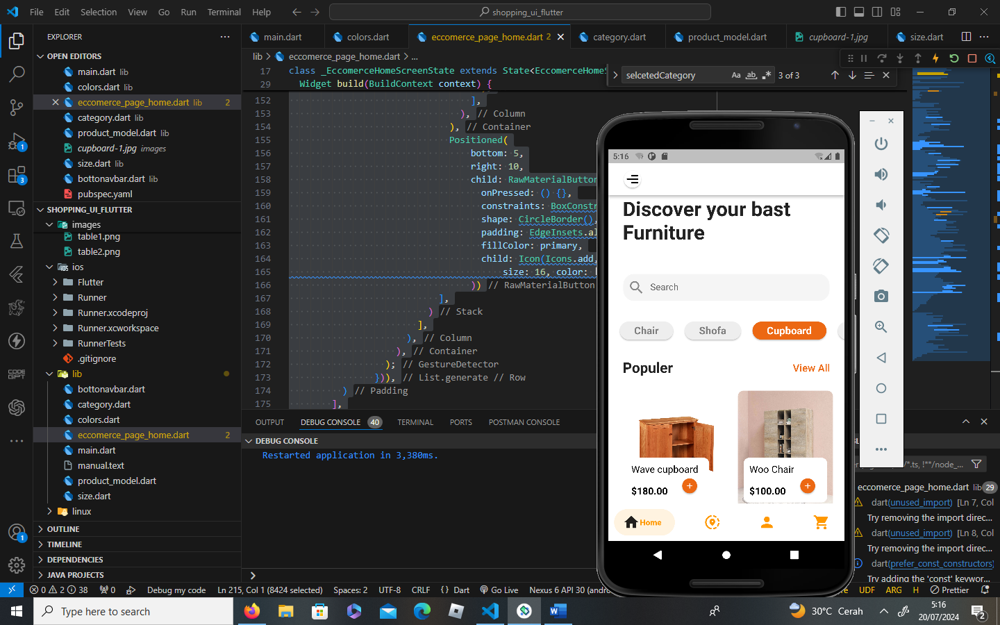 File Edit Selection View Go Run Terminal Help
shopping_ui_flutter
EXPLORER
OPEN EDITORS
main.dart lib
colors.dart lib
eccomerce_page_home.dart lib 2
category.dart lib
product_model.dart lib
cupboard-1.jpg images
size.dart lib
bottonavbar.dart lib
pubspec.yaml
SHOPPING_UI_FLUTTER
images
table1.png
table2.png
ios
Flutter
Runner
Runner.xcodeproj
Runner.xcworkspace
RunnerTests
.gitignore
lib
bottonavbar.dart
category.dart
colors.dart
eccomerce_page_home.dart 2
main.dart
manual.text
product_model.dart
size.dart
linux
OUTLINE
TIMELINE
DEPENDENCIES
JAVA PROJECTS
1
3
CODE GPT
1
main.dart colors.dart eccomerce_page_home.dart 2 category.dart product_model.dart cupboard-1.jpg size.dart
lib > eccomerce_page_home.dart > ...
selcetedCategory Aa ab 3 of 3
17 class _EccomerceHomeScreenState extends State<EccomerceHomeS
29 Widget build(BuildContext context) {
152 ],
153 ), // Column
154 ), // Container
155 Positioned(
156 bottom: 5,
157 right: 10,
158 child: RawMaterialButton
159 onPressed: () {},
160 constraints: BoxConstr
161 shape: CircleBorder(),
162 padding: EdgeInsets.al
163 fillColor: primary,
164 child: Icon(Icons.add,
165 size: 16, color:
166 )) // RawMaterialButton
167 ],
168 ) // Stack
169 ],
170 ), // Column
171 ), // Container
172 ); // GestureDetector
173 })), // List.generate // Row
174 ) // Padding
175 ],
OUTPUT DEBUG CONSOLE 40 TERMINAL PORTS POSTMAN CONSOLE
DEBUG CONSOLE
Restarted application in 3,380ms.
/*.ts, !**/node_...
eccomerce_page_home.dart lib 29
dart(unused_import) [Ln 7, Col
Try removing the import direc...
dart(unused_import) [Ln 8, Col
Try removing the import direc...
dart(prefer_const_constructors)
Try adding the 'const' keywor...
5:16
Discover your bast
Furniture
Search
Chair Shofa Cupboard
Populer View All
Wave cupboard
$180.00
Woo Chair
$100.00
Home
0 2 38 0 Debug my code Ln 215, Col 1 (8424 selected) Spaces: 2 UTF-8 CRLF {} Dart Go Live Nexus 6 API 30 (andr UDF ARG H Prettier
Type here to search
30°C Cerah
5:16
20/07/2024
2